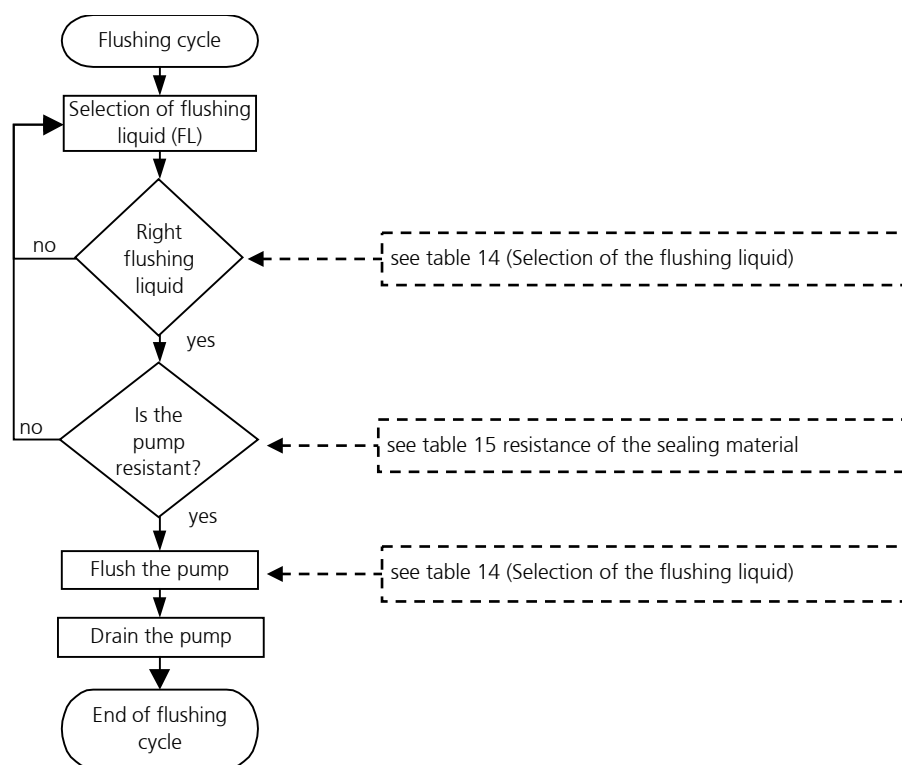 Flushing cycle
Selection of flushing
liquid (FL)
Right
flushing
liquid
no
see table 14 (Selection of the flushing liquid)
yes
Is the
pump
resistant?
no
see table 15 resistance of the sealing material
yes
Flush the pump
see table 14 (Selection of the flushing liquid)
Drain the pump
End of flushing
cycle